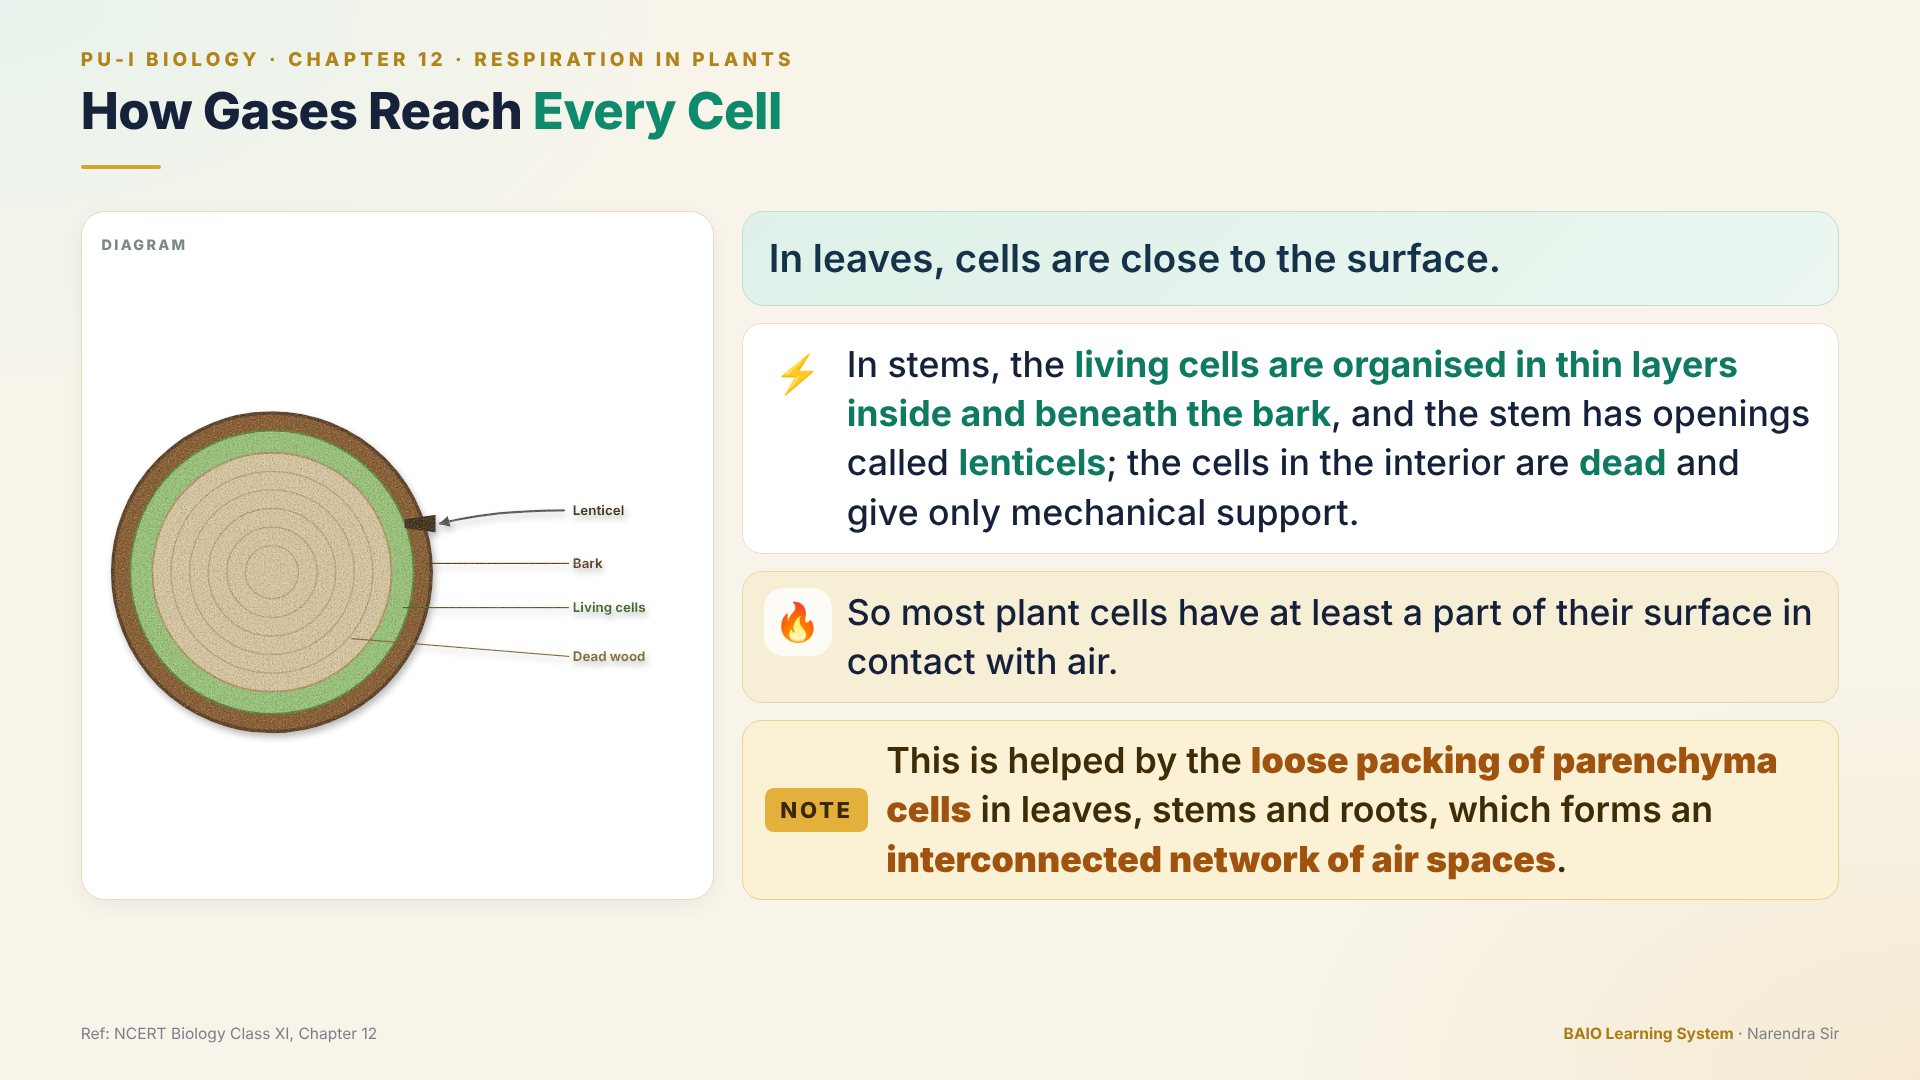 PU-I BIOLOGY · CHAPTER 12 · RESPIRATION IN PLANTS
How Gases Reach Every Cell
DIAGRAM
Lenticel
Bark
Living cells
Dead wood
In leaves, cells are close to the surface.
In stems, the living cells are organised in thin layers
inside and beneath the bark, and the stem has openings
called lenticels; the cells in the interior are dead and
give only mechanical support.
So most plant cells have at least a part of their surface in
contact with air.
NOTE
This is helped by the loose packing of parenchyma
cells in leaves, stems and roots, which forms an
interconnected network of air spaces.
Ref: NCERT Biology Class XI, Chapter 12
BAIO Learning System · Narendra Sir